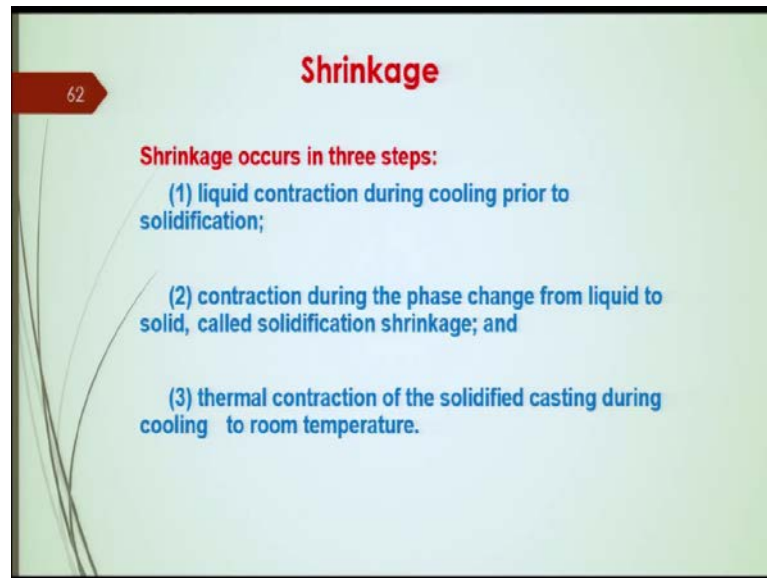 Shrinkage
62
Shrinkage occurs in three steps:
(1) liquid contraction during cooling prior to
solidification;
(2) contraction during the phase change from liquid to
solid, called solidification shrinkage; and
(3) thermal contraction of the solidified casting during
cooling to room temperature.